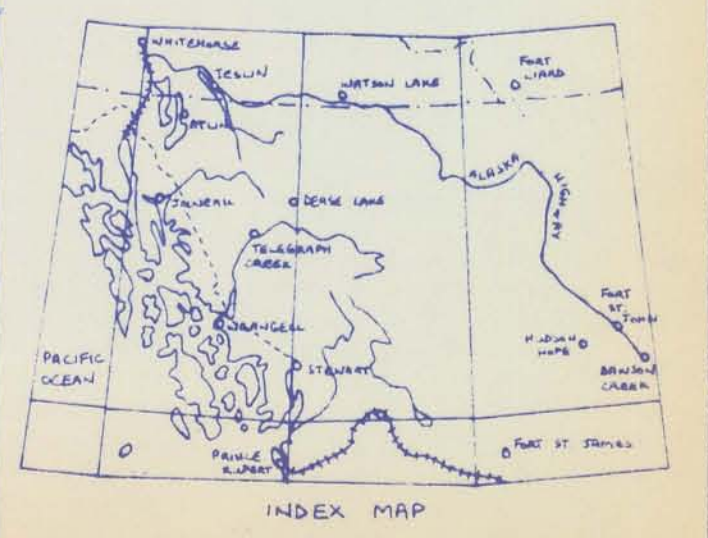 WHITEHORSE
TESLIN
FORT
LIARD
WATSON LAKE
ATLIN
ALASKA
HIGHWAY
JUNEAU
DEASE LAKE
TELEGRAPH
CREEK
WRANGELL
FORT
ST.
JOHN
HUDSON
HOPE
DAWSON
CREEK
PACIFIC
OCEAN
STEWART
PRINCE
RUPERT
FORT ST JAMES
INDEX MAP